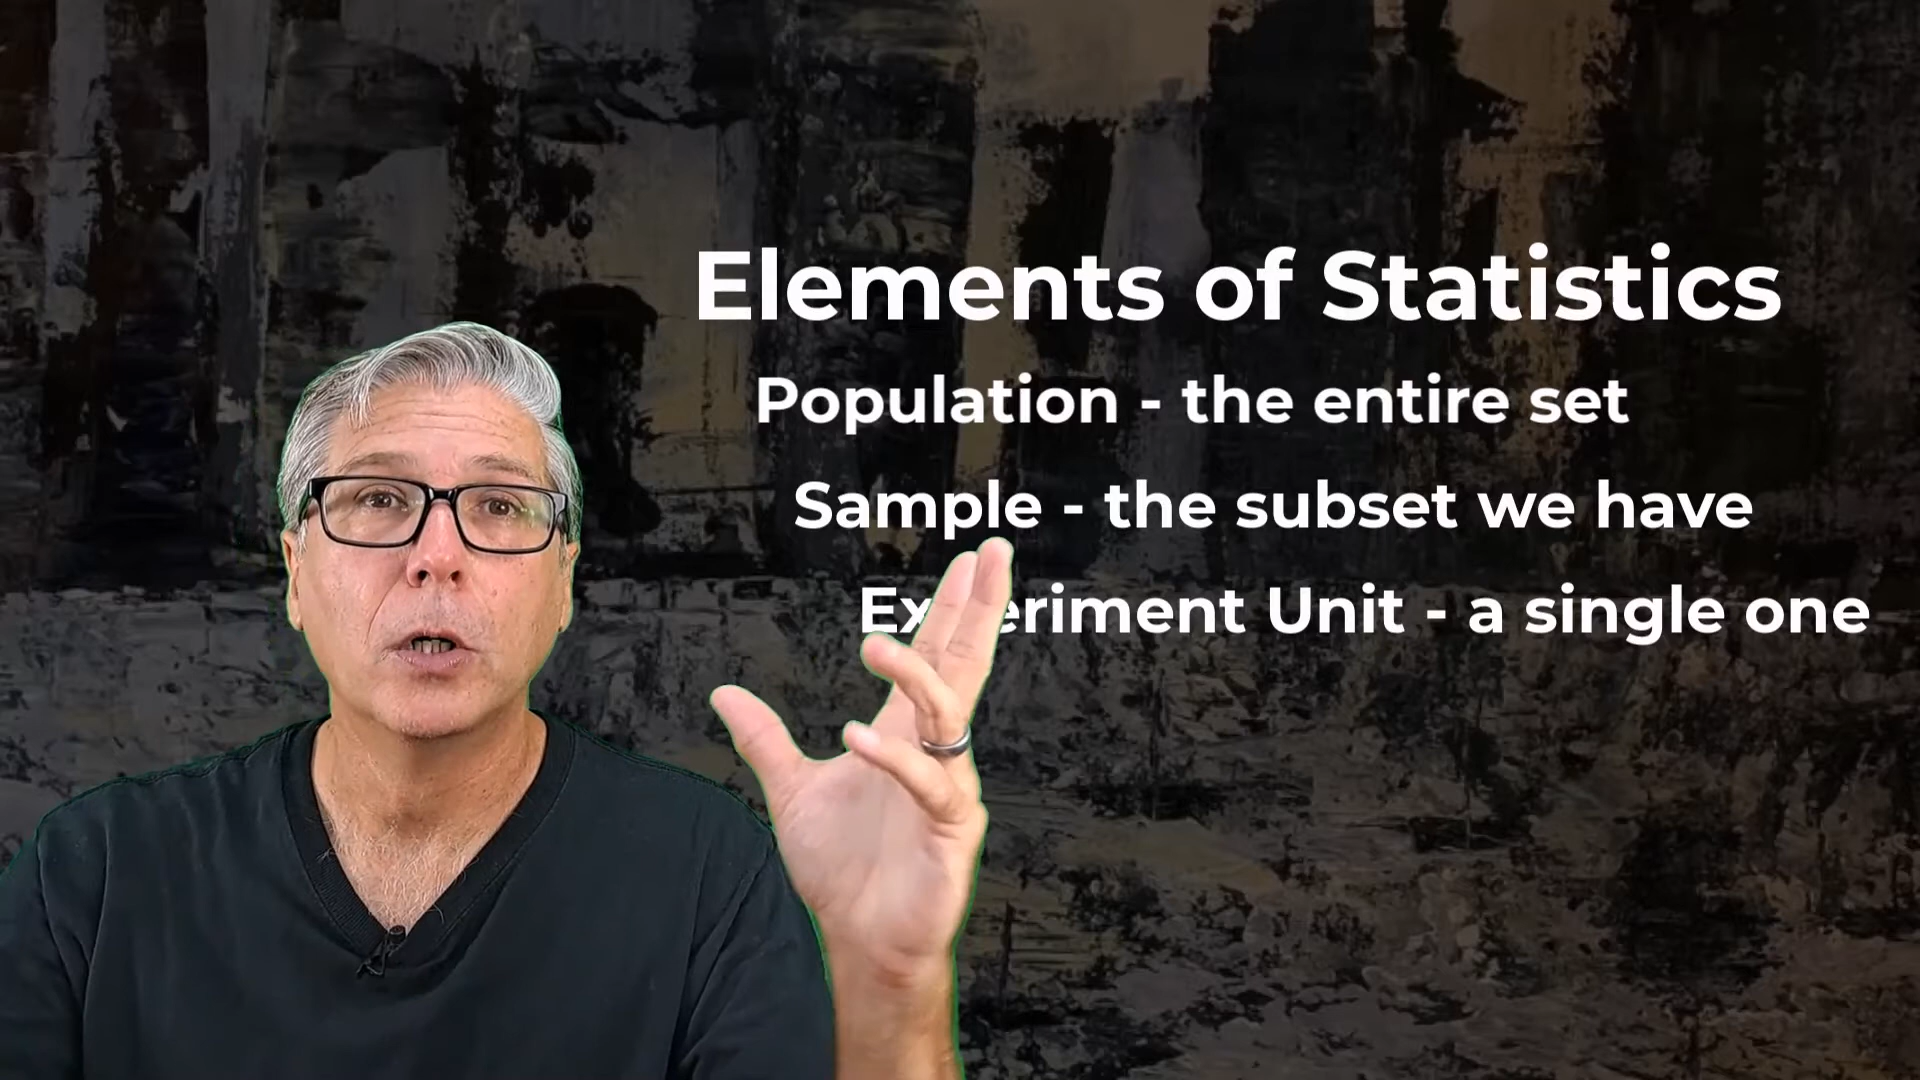 Elements of Statistics
Population - the entire set
Sample - the subset we have
Unit - a single one